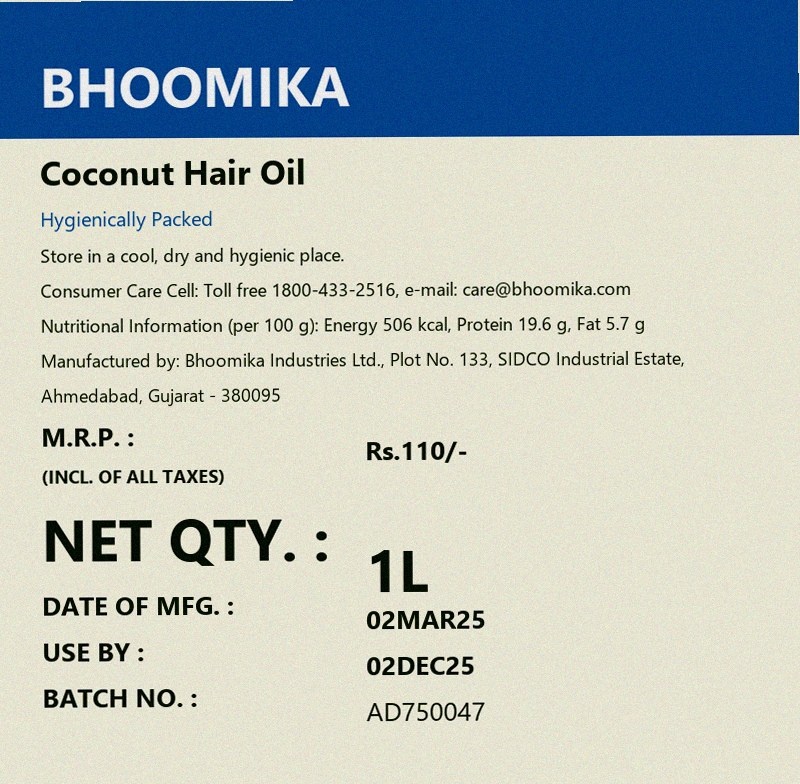 BHOOMIKA
Coconut Hair Oil
Hygienically Packed
Store in a cool, dry and hygienic place.
Consumer Care Cell: Toll free 1800-433-2516, e-mail: care@bhoomika.com
Nutritional Information (per 100 g): Energy 506 kcal, Protein 19.6 g, Fat 5.7 g
Manufactured by: Bhoomika Industries Ltd., Plot No. 133, SIDCO Industrial Estate,
Ahmedabad, Gujarat - 380095
M.R.P. : Rs.110/-
(INCL. OF ALL TAXES)
NET QTY. : 1L
DATE OF MFG. : 02MAR25
USE BY : 02DEC25
BATCH NO. : AD750047